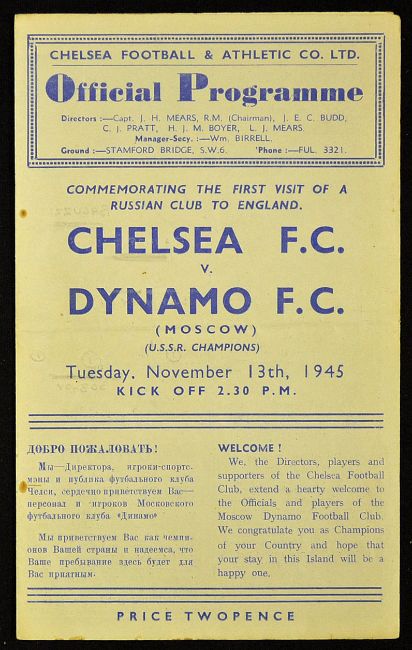 CHELSEA FOOTBALL & ATHLETIC CO. LTD.
Official Programme
Directors :—Capt. J. H. MEARS, R.M. (Chairman), J. E. C. BUDD,
C. J. PRATT, H. J. M. BOYER, L. J. MEARS
Manager-Secy. :—Wm. BIRRELL,
Ground :—STAMFORD BRIDGE, S.W.6. 'Phone :—FUL. 3321.
COMMEMORATING THE FIRST VISIT OF A
RUSSIAN CLUB TO ENGLAND.
CHELSEA F.C.
V.
DYNAMO F.C.
(MOSCOW)
(U.S.S.R. CHAMPIONS)
Tuesday, November 13th, 1945
KICK OFF 2.30 P.M.
ДОБРО ПОЖАЛОВАТЬ!
Мы—Директора, игроки-спортс-
мэны и публика футбольного клуба
Челси, сердечно приветствуем Вас—
персонал и игроков Московского
футбольного клуба «Динамо»
Мы приветствуем Вас как чемпи-
онов Вашей страны и надеемся, что
Ваше пребывание здесь будет для
Вас приятным.
WELCOME !
We, the Directors, players and
supporters of the Chelsea Football
Club, extend a hearty welcome to
the Officials and players of the
Moscow Dynamo Football Club.
We congratulate you as Champions
of your Country and hope that
your stay in this Island will be a
happy one.
PRICE TWOPENCE